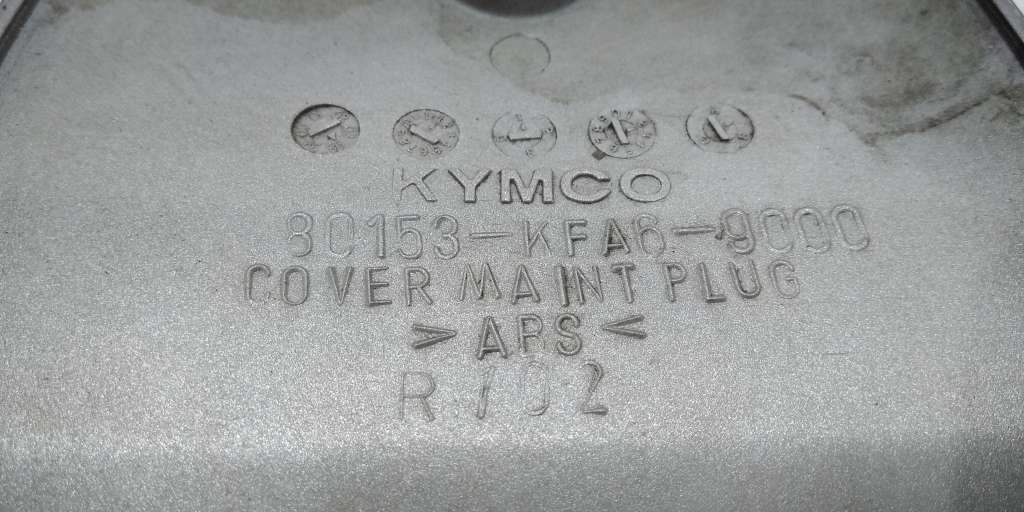 KYMCO
80153-KFA6-9000
COVER MAINT PLUG
>ABS<
R/02